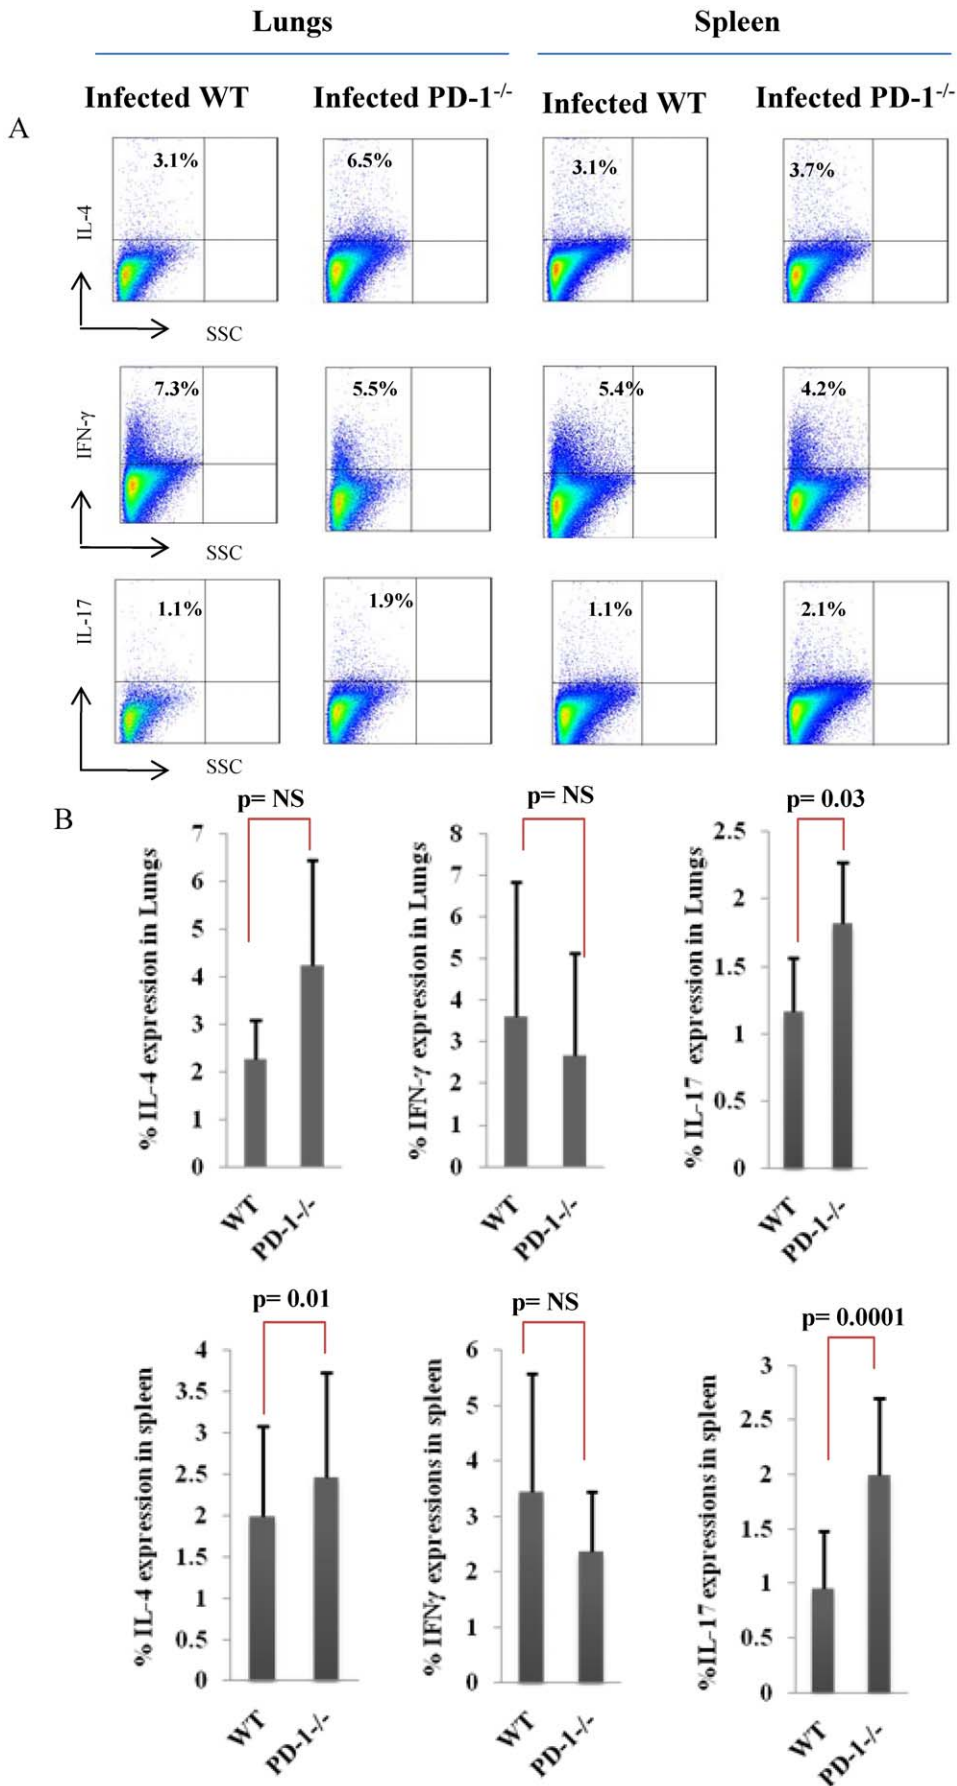 Lungs Spleen
Infected WT Infected PD-1-/- Infected WT Infected PD-1-/-
A
IL-4
3.1% 6.5% 3.1% 3.7%
SSC
IFN-γ
7.3% 5.5% 5.4% 4.2%
SSC
IL-17
1.1% 1.9% 1.1% 2.1%
SSC
B
p= NS
% IL-4 expression in Lungs
7
6
5
4
3
2
1
0
WT PD-1-/-
p= NS
% IFN-γ expression in Lungs
8
7
6
5
4
3
2
1
0
WT PD-1-/-
p= 0.03
% IL-17 expression in Lungs
2.5
2
1.5
1
0.5
0
WT PD-1-/-
p= 0.01
% IL-4 expression in spleen
4
3.5
3
2.5
2
1.5
1
0.5
0
WT PD-1-/-
p= NS
% IFNγ expressions in spleen
6
5
4
3
2
1
0
WT PD-1-/-
p= 0.0001
%IL-17 expressions in spleen
3
2.5
2
1.5
1
0.5
0
WT PD-1-/-